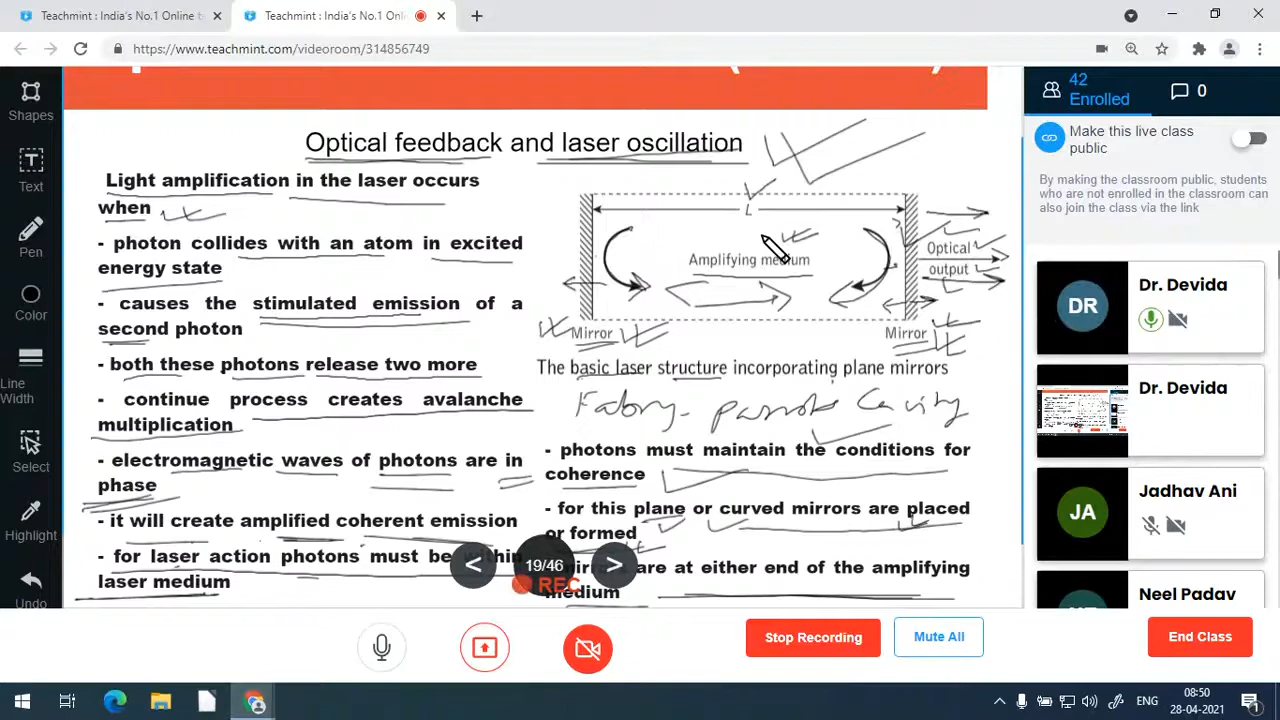 Teachmint : India's No.1 Online t
Teachmint : India's No.1 Onli
https://www.teachmint.com/videoroom/314856749
Shapes
Text
Pen
Color
Line
Width
Select
Highlight
Undo
Optical feedback and laser oscillation
Light amplification in the laser occurs
when
- photon collides with an atom in excited
energy state
- causes the stimulated emission of a
second photon
- both these photons release two more
- continue process creates avalanche
multiplication
- electromagnetic waves of photons are in
phase
- it will create amplified coherent emission
- for laser action photons must be within
laser medium
L
Amplifying medium
Optical
output
Mirror
Mirror
The basic laser structure incorporating plane mirrors
Cavity
- photons must maintain the conditions for
coherence
- for this plane or curved mirrors are placed
or formed
are at either end of the amplifying
medium
19/46
REC
42
Enrolled
0
Make this live class
public
By making the classroom public, students
who are not enrolled in the classroom can
also join the class via the link
DR
Dr. Devida
Dr. Devida
JA
Jadhav Ani
Neel Padav
Stop Recording
Mute All
End Class
ENG
08:50
28-04-2021
1